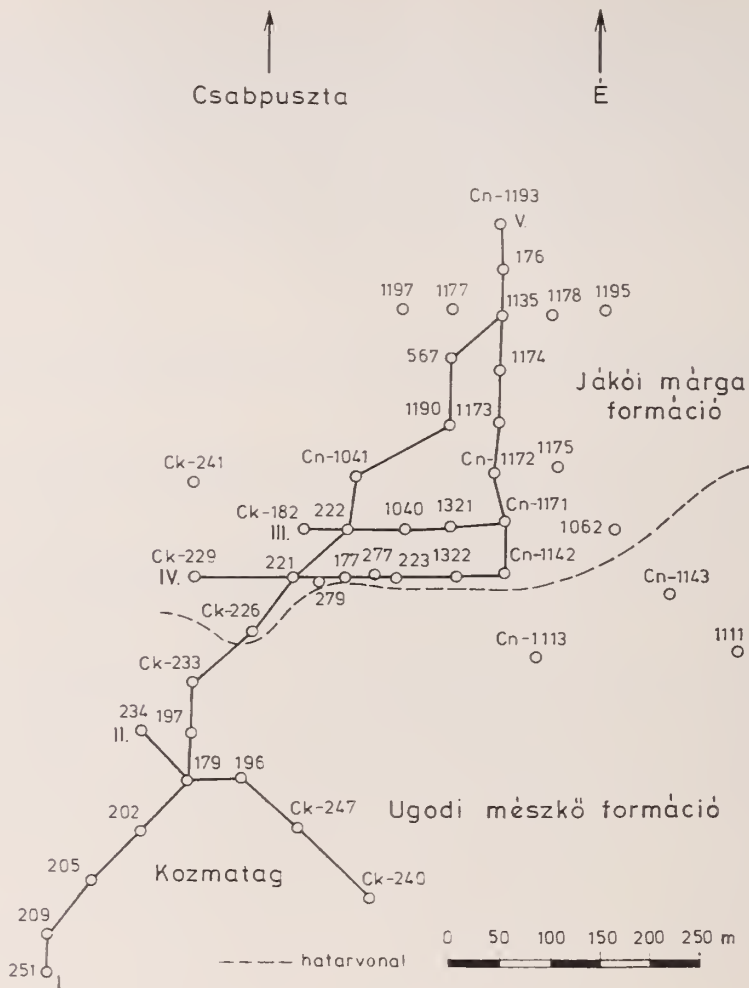 Csabpuszta É
Cn-1193
V.
176
1197 1177 1135 1178 1195
567 1174
Jákói márga
formáció
1190 1173
Cn-1041 Cn-1172 1175
Ck-241
Ck-182 222 1040 1321 Cn-1171
III. 1062
Ck-229 221 177 277 223 1322 Cn-1142
IV.
279 Cn-1143
Ck-226
Cn-1113 1111
Ck-233
234 197
II.
179 196
202 Ck-247 Ugodi mészkő formáció
205 Kozmatag Ck-240
209
0 50 100 150 200 250 m
251 határvonal
I.